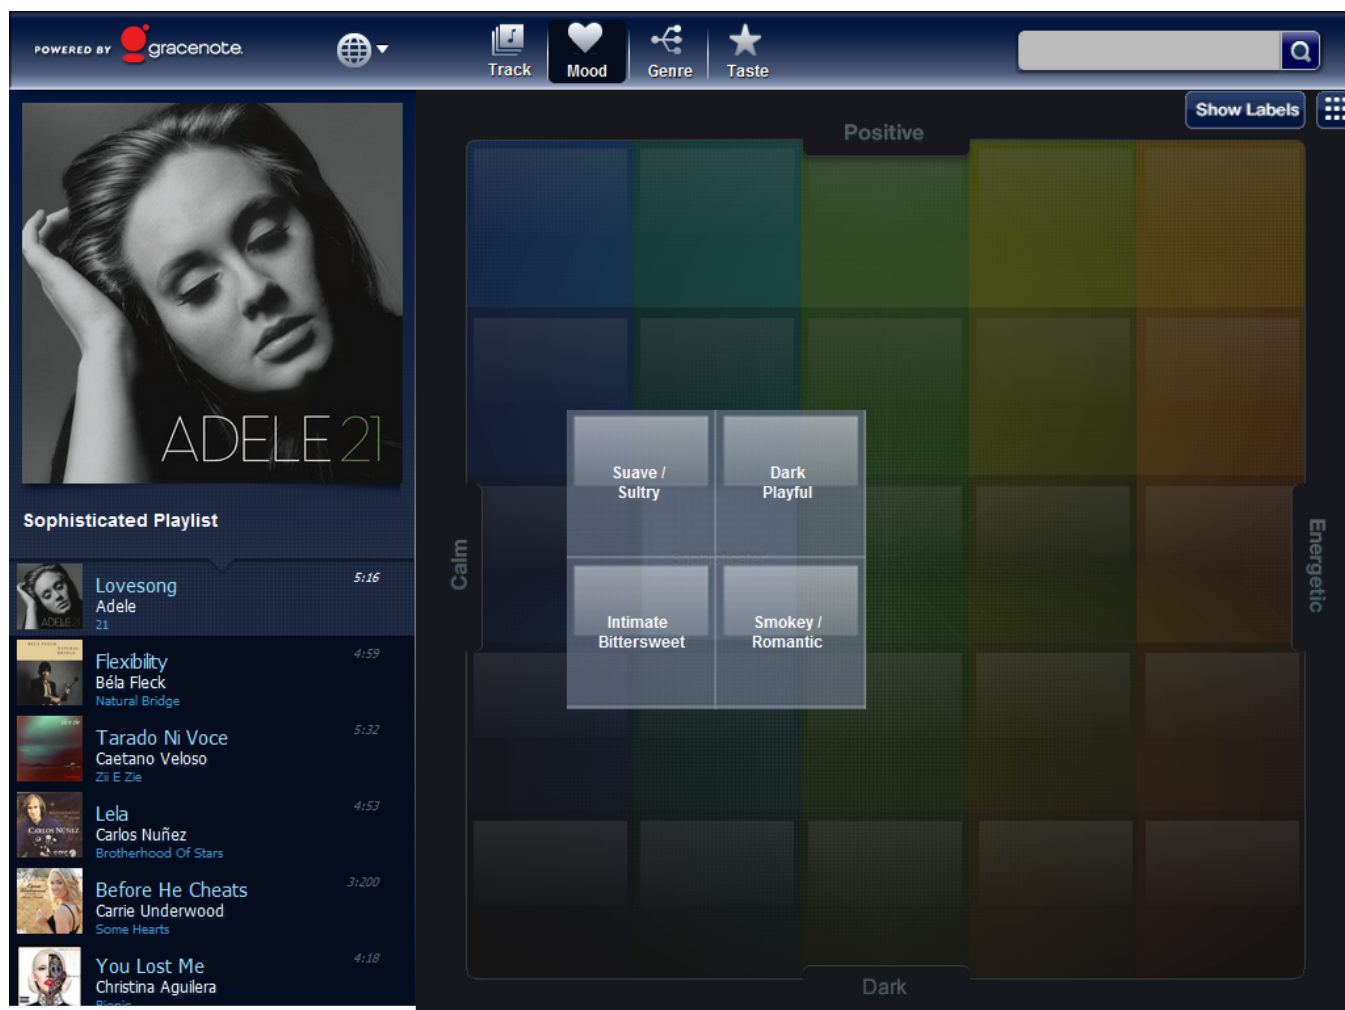 POWERED BY gracenote.
Track
Mood
Genre
Taste
Show Labels
ADELE 21
Sophisticated Playlist
Lovesong
5:16
Adele
21
Flexibility
4:59
Béla Fleck
Natural Bridge
Tarado Ni Voce
5:32
Caetano Veloso
Zii E Zie
Lela
4:53
Carlos Nuñez
Brotherhood Of Stars
Before He Cheats
3:200
Carrie Underwood
Some Hearts
You Lost Me
4:18
Christina Aguilera
Bionic
Positive
Calm
Energetic
Dark
Suave /
Sultry
Dark
Playful
Sophisticated
Intimate
Bittersweet
Smokey /
Romantic